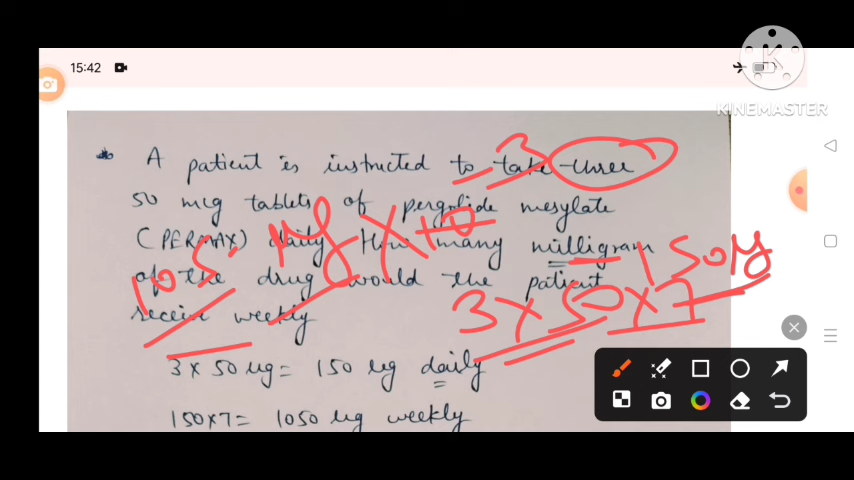 15:42
KINEMASTER
A patient is instructed to take three
50 mcg tablets of pergolide mesylate
(PERMAX) daily How many milligram
of the drug would the patient
receive weekly
3 x 50 ug = 150 ug daily
150x7 = 1050 ug weekly
3
150 μg
3 x 50 x 7